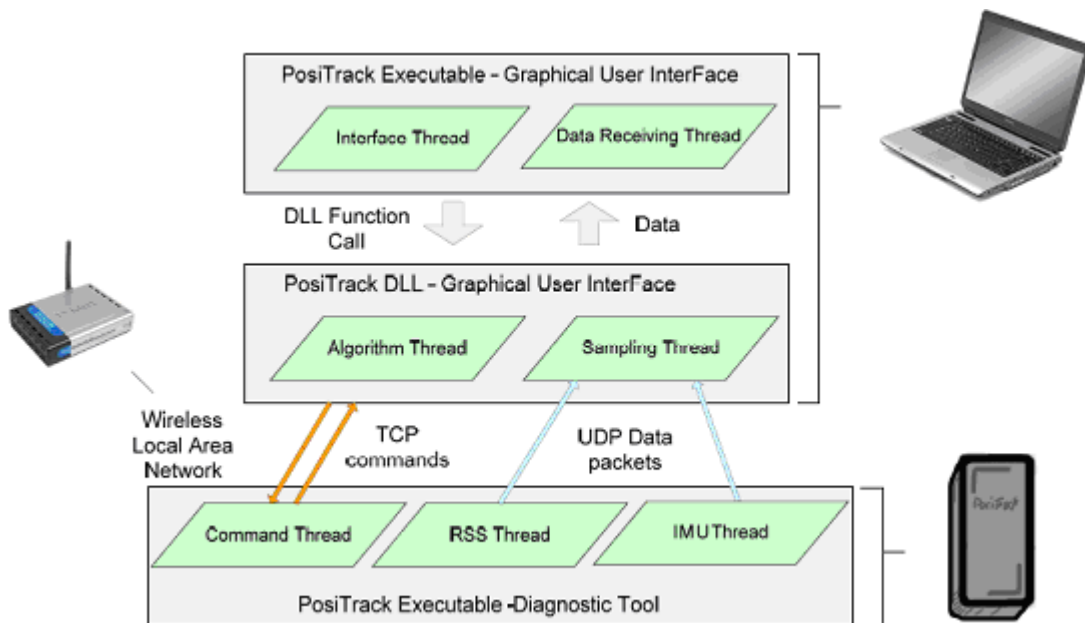 PosiTrack Executable - Graphical User InterFace
Interface Thread
Data Receiving Thread
DLL Function
Call
Data
PosiTrack DLL - Graphical User InterFace
Algorithm Thread
Sampling Thread
Wireless
Local Area
Network
TCP
commands
UDP Data
packets
Command Thread
RSS Thread
IMU Thread
PosiTrack Executable -Diagnostic Tool